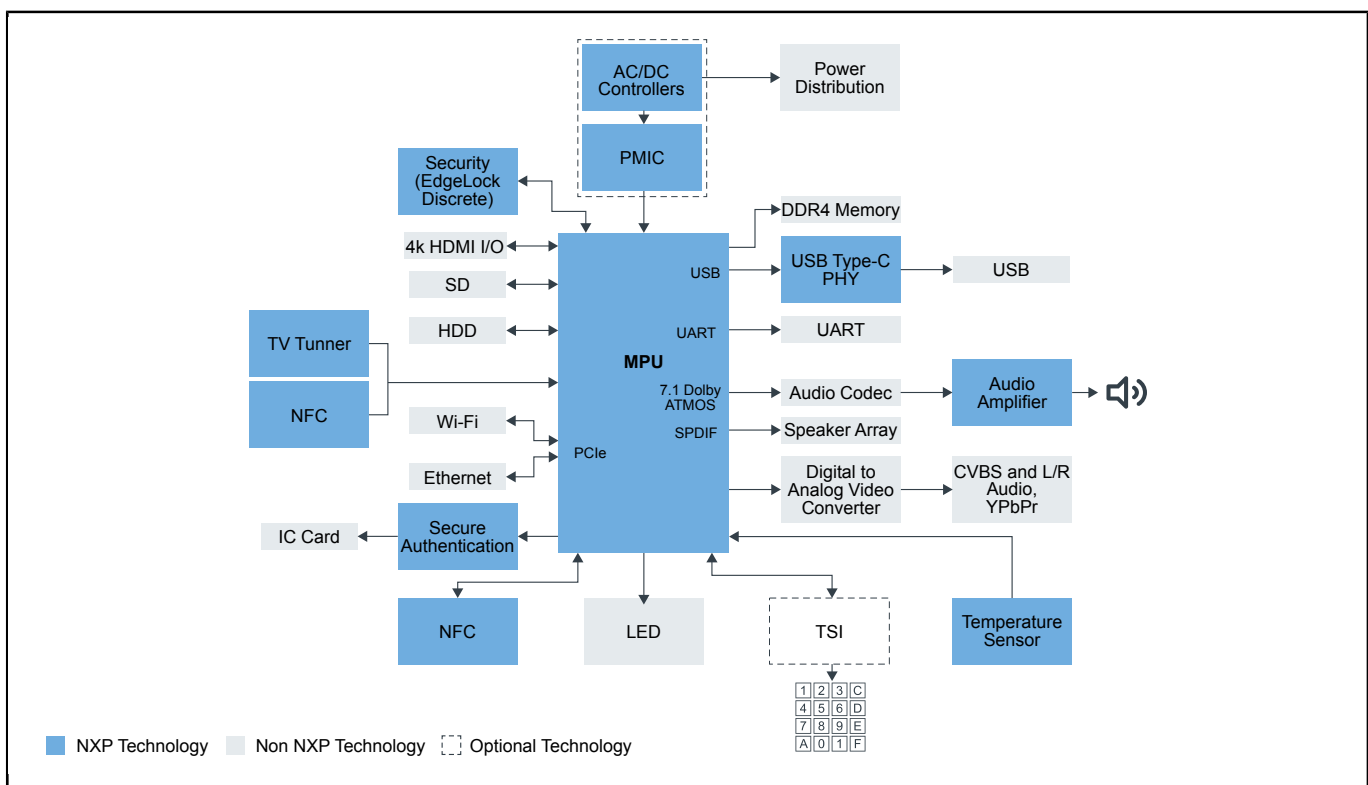 AC/DC
Controllers
Power
Distribution
PMIC
Security
(EdgeLock
Discrete)
DDR4 Memory
4k HDMI I/O
USB
USB Type-C
PHY
USB
SD
HDD
UART
UART
TV Tunner
MPU
NFC
7.1 Dolby
ATMOS
Audio Codec
Audio
Amplifier
Wi-Fi
SPDIF
Speaker Array
PCIe
Ethernet
Digital to
Analog Video
Converter
CVBS and L/R
Audio,
YPbPr
IC Card
Secure
Authentication
NFC
LED
TSI
Temperature
Sensor
1 2 3 C
4 5 6 D
7 8 9 E
A 0 1 F
NXP Technology
Non NXP Technology
Optional Technology